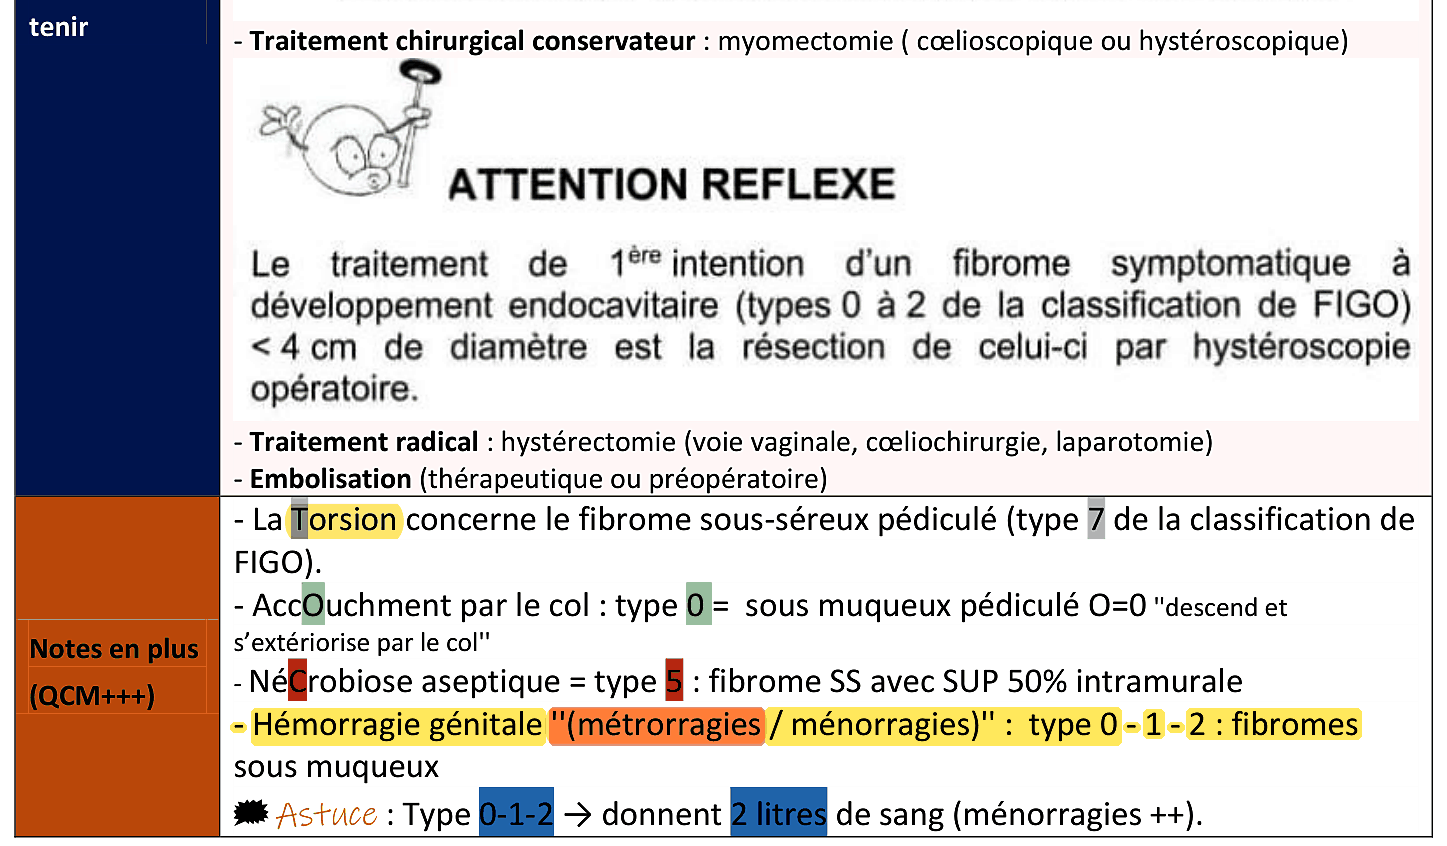 tenir
- Traitement chirurgical conservateur : myomectomie ( cœlioscopique ou hystéroscopique)
ATTENTION REFLEXE
Le traitement de 1ère intention d'un fibrome symptomatique à
développement endocavitaire (types 0 à 2 de la classification de FIGO)
< 4 cm de diamètre est la résection de celui-ci par hystéroscopie
opératoire.
- Traitement radical : hystérectomie (voie vaginale, cœliochirurgie, laparotomie)
- Embolisation (thérapeutique ou préopératoire)
Notes en plus
(QCM+++)
- La Torsion concerne le fibrome sous-séreux pédiculé (type 7 de la classification de
FIGO).
- AccOuchment par le col : type 0 = sous muqueux pédiculé O=0 "descend et
s'extériorise par le col"
- NéCrobiose aseptique = type 5 : fibrome SS avec SUP 50% intramurale
- Hémorragie génitale "(métrorragies / ménorragies)" : type 0 - 1 - 2 : fibromes
sous muqueux
Astuce : Type 0-1-2 → donnent 2 litres de sang (ménorragies ++).